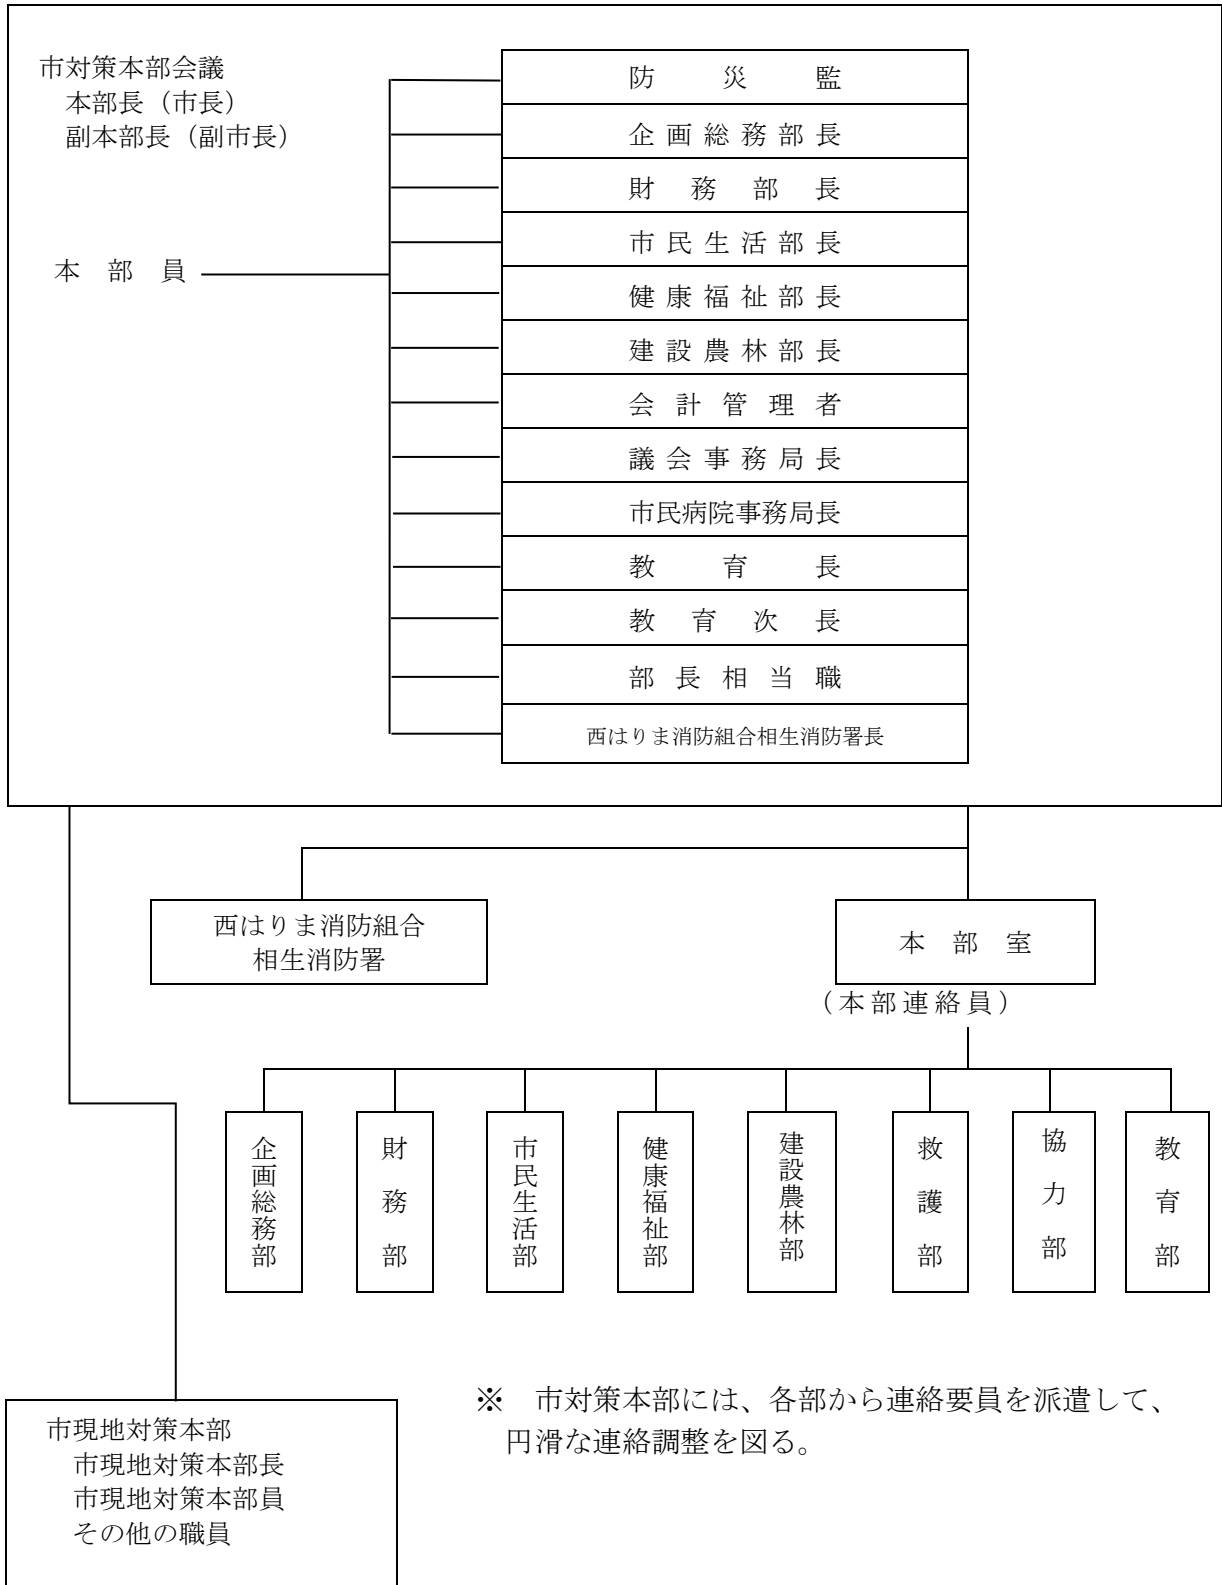 市対策本部会議
本部長（市長）
副本部長（副市長）
本　部　員
防　災　監
企画総務部長
財　務　部　長
市民生活部長
健康福祉部長
建設農林部長
会計管理者
議会事務局長
市民病院事務局長
教　育　長
教　育　次　長
部長相当職
西はりま消防組合相生消防署長
西はりま消防組合
相生消防署
本　部　室
（本部連絡員）
企画総務部
財務部
市民生活部
健康福祉部
建設農林部
救護部
協力部
教育部
※　市対策本部には、各部から連絡要員を派遣して、
円滑な連絡調整を図る。
市現地対策本部
市現地対策本部長
市現地対策本部員
その他の職員